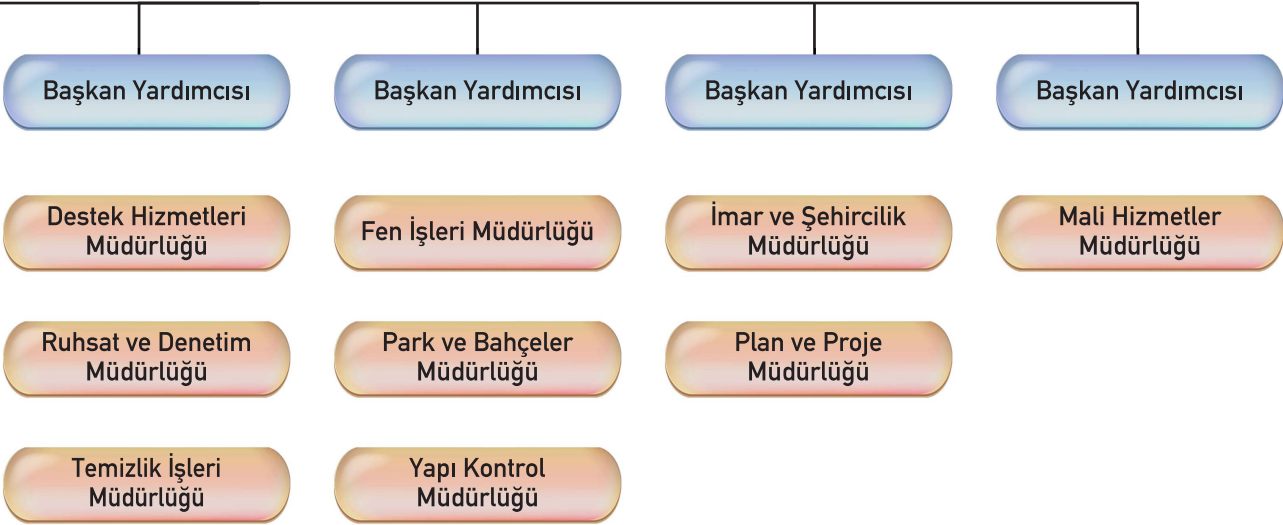 Başkan Yardımcısı
Başkan Yardımcısı
Başkan Yardımcısı
Başkan Yardımcısı
Destek Hizmetleri
Müdürlüğü
Fen İşleri Müdürlüğü
İmar ve Şehircilik
Müdürlüğü
Mali Hizmetler
Müdürlüğü
Ruhsat ve Denetim
Müdürlüğü
Park ve Bahçeler
Müdürlüğü
Plan ve Proje
Müdürlüğü
Temizlik İşleri
Müdürlüğü
Yapı Kontrol
Müdürlüğü